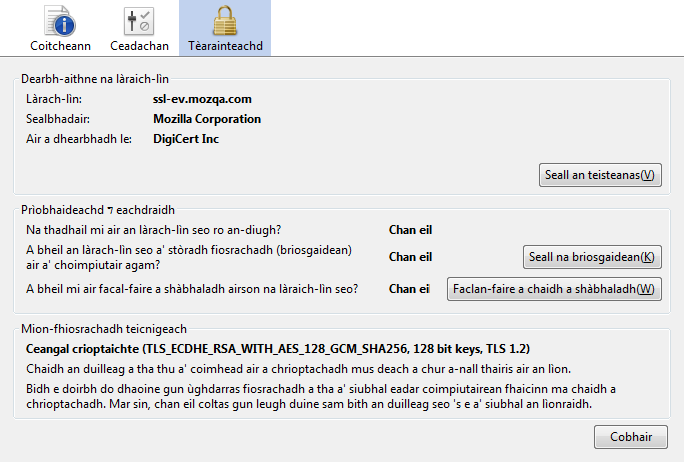 Coitcheann
Ceadachan
Tèarainteachd
Dearbh-aithne na làraich-lìn
Làrach-lìn: ssl-ev.mozqa.com
Sealbhadair: Mozilla Corporation
Air a dhearbhadh le: DigiCert Inc
Seall an teisteanas(V)
Prìobhaideachd ⁊ eachdraidh
Na thadhail mi air an làrach-lìn seo ro an-diugh? Chan eil
A bheil an làrach-lìn seo a' stòradh fiosrachadh (briosgaidean)
air a' choimpiutair agam? Chan eil Seall na briosgaidean(K)
A bheil mi air facal-faire a shàbhaladh airson na làraich-lìn seo? Chan eil Faclan-faire a chaidh a shàbhaladh(W)
Mion-fhiosrachadh teicnigeach
Ceangal crioptaichte (TLS_ECDHE_RSA_WITH_AES_128_GCM_SHA256, 128 bit keys, TLS 1.2)
Chaidh an duilleag a tha thu a' coimhead air a chrioptachadh mus deach a chur a-nall thairis air an lìon.
Bidh e doirbh do dhaoine gun ùghdarras fiosrachadh a tha a' siubhal eadar coimpiutairean fhaicinn ma chaidh a
chrioptachadh. Mar sin, chan eil coltas gun leugh duine sam bith an duilleag seo 's e a' siubhal an lìonraidh.
Cobhair